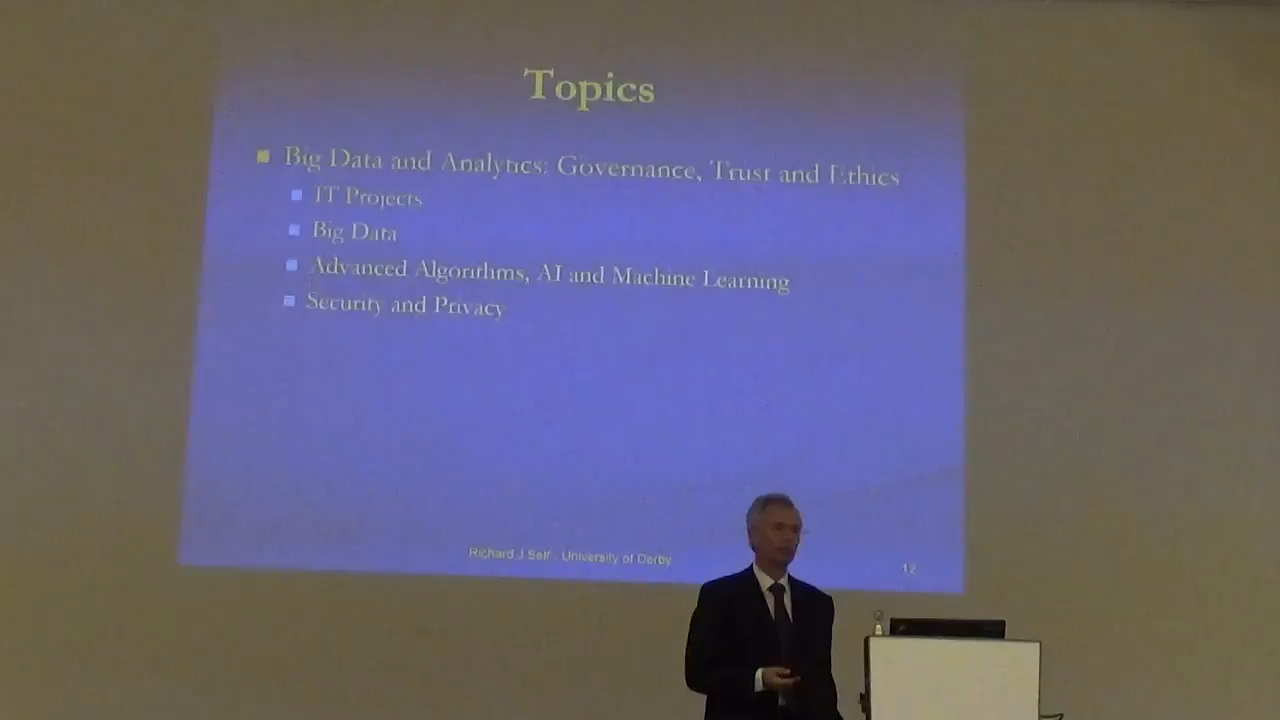 Topics
Big Data and Analytics: Governance, Trust and Ethics
IT Projects
Big Data
Advanced Algorithms, AI and Machine Learning
Security and Privacy
Richard J Self - University of Derby
12